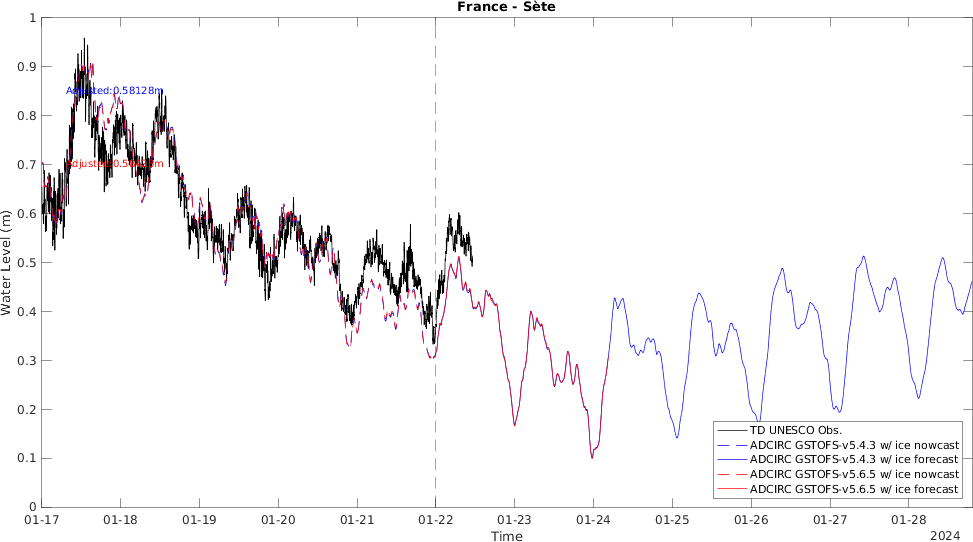 France - Sète
1
0.9
0.8
0.7
0.6
0.5
0.4
0.3
0.2
0.1
0
Water Level (m)
Adjusted:0.58128m
TD UNESCO Obs.
ADCIRC GSTOFS-v5.4.3 w/ ice nowcast
ADCIRC GSTOFS-v5.4.3 w/ ice forecast
ADCIRC GSTOFS-v5.6.5 w/ ice nowcast
ADCIRC GSTOFS-v5.6.5 w/ ice forecast
01-17 01-18 01-19 01-20 01-21 01-22 01-23 01-24 01-25 01-26 01-27 01-28
Time
2024